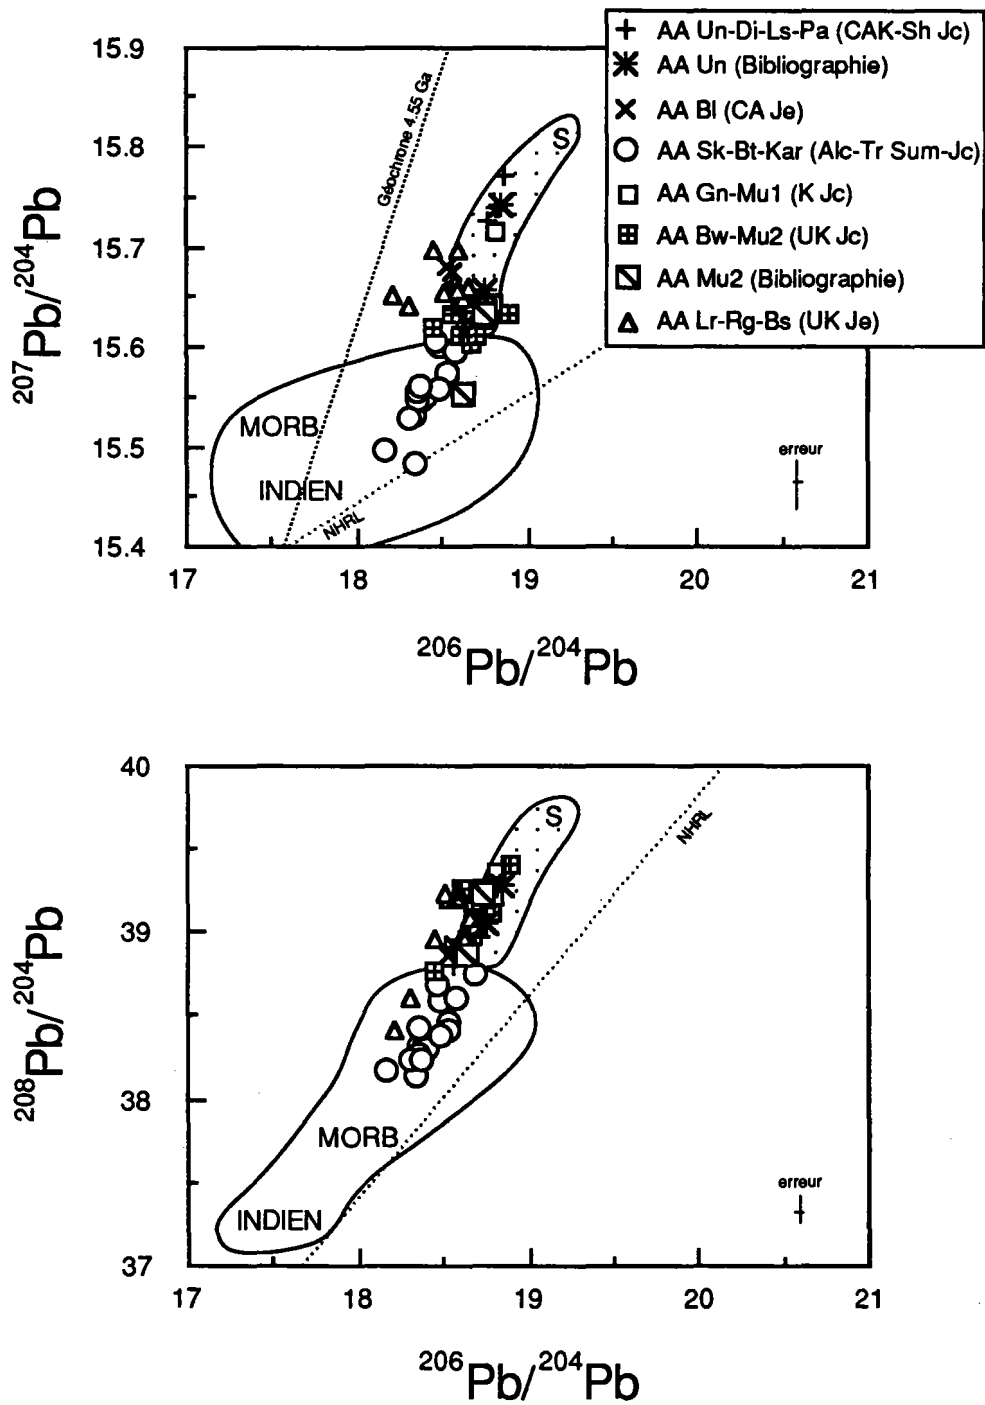 AA Un-Di-Ls-Pa (CAK-Sh Jc)
AA Un (Bibliographie)
AA Bl (CA Je)
AA Sk-Bt-Kar (Alc-Tr Sum-Jc)
AA Gn-Mu1 (K Jc)
AA Bw-Mu2 (UK Jc)
AA Mu2 (Bibliographie)
AA Lr-Rg-Bs (UK Je)
15.9
15.8
15.7
15.6
15.5
15.4
207Pb/204Pb
Géochrone 4.55 Ga
S
MORB
INDIEN
NHRL
erreur
17 18 19 20 21
206Pb/204Pb
40
39
38
37
208Pb/204Pb
S
NHRL
MORB
INDIEN
erreur
17 18 19 20 21
206Pb/204Pb